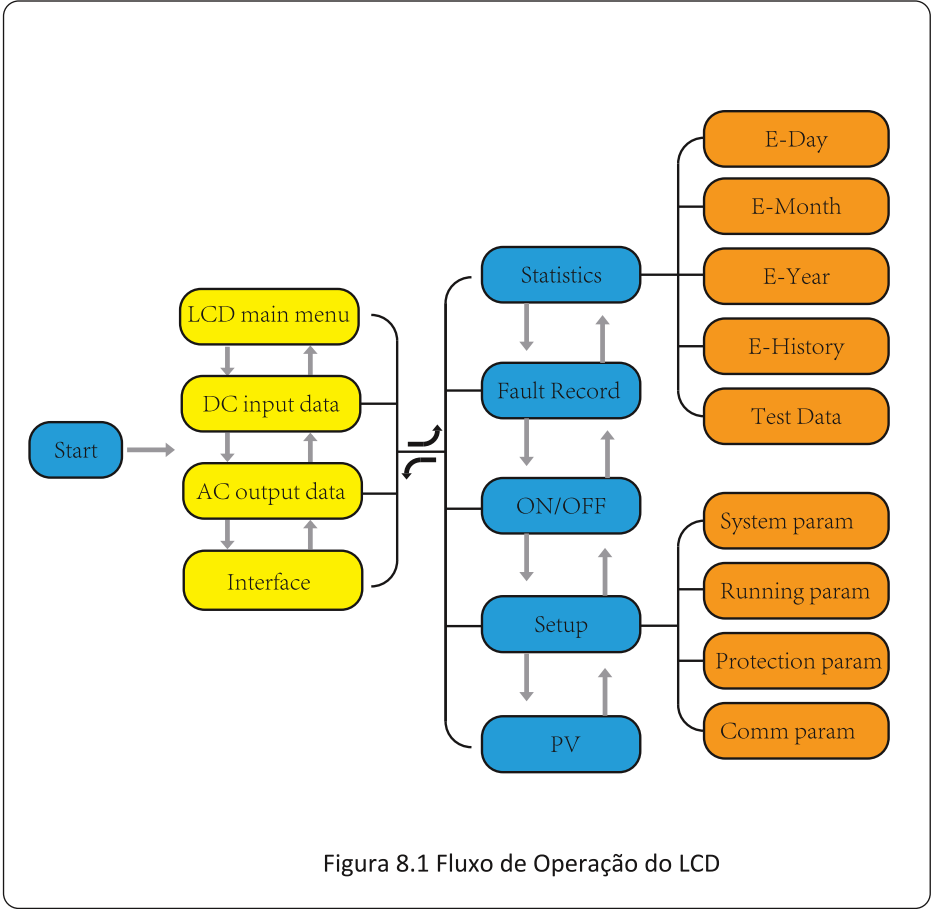 Start
LCD main menu
DC input data
AC output data
Interface
Statistics
Fault Record
ON/OFF
Setup
PV
E-Day
E-Month
E-Year
E-History
Test Data
System param
Running param
Protection param
Comm param
Figura 8.1 Fluxo de Operação do LCD